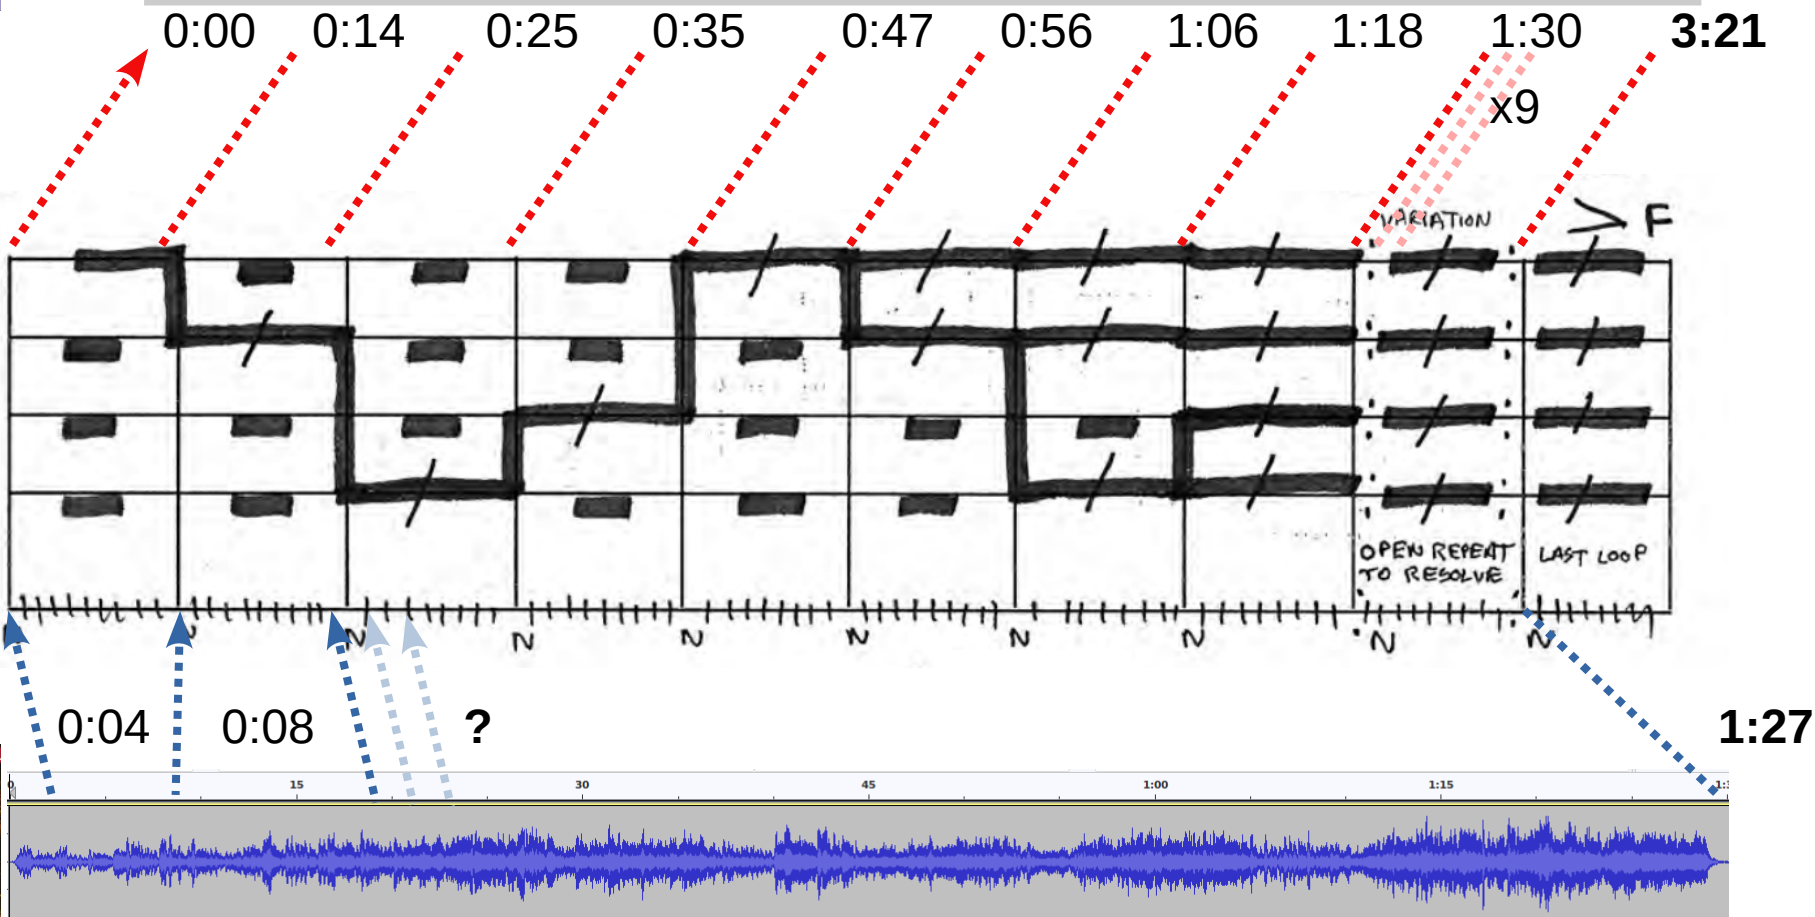 0:00 0:14 0:25 0:35 0:47 0:56 1:06 1:18 1:30 3:21
x9
VARIATION > F
OPEN REPEAT
TO RESOLVE
LAST LOOP
N N N N N N N N N
0:04 0:08 ? 1:27
0 15 30 45 1:00 1:15